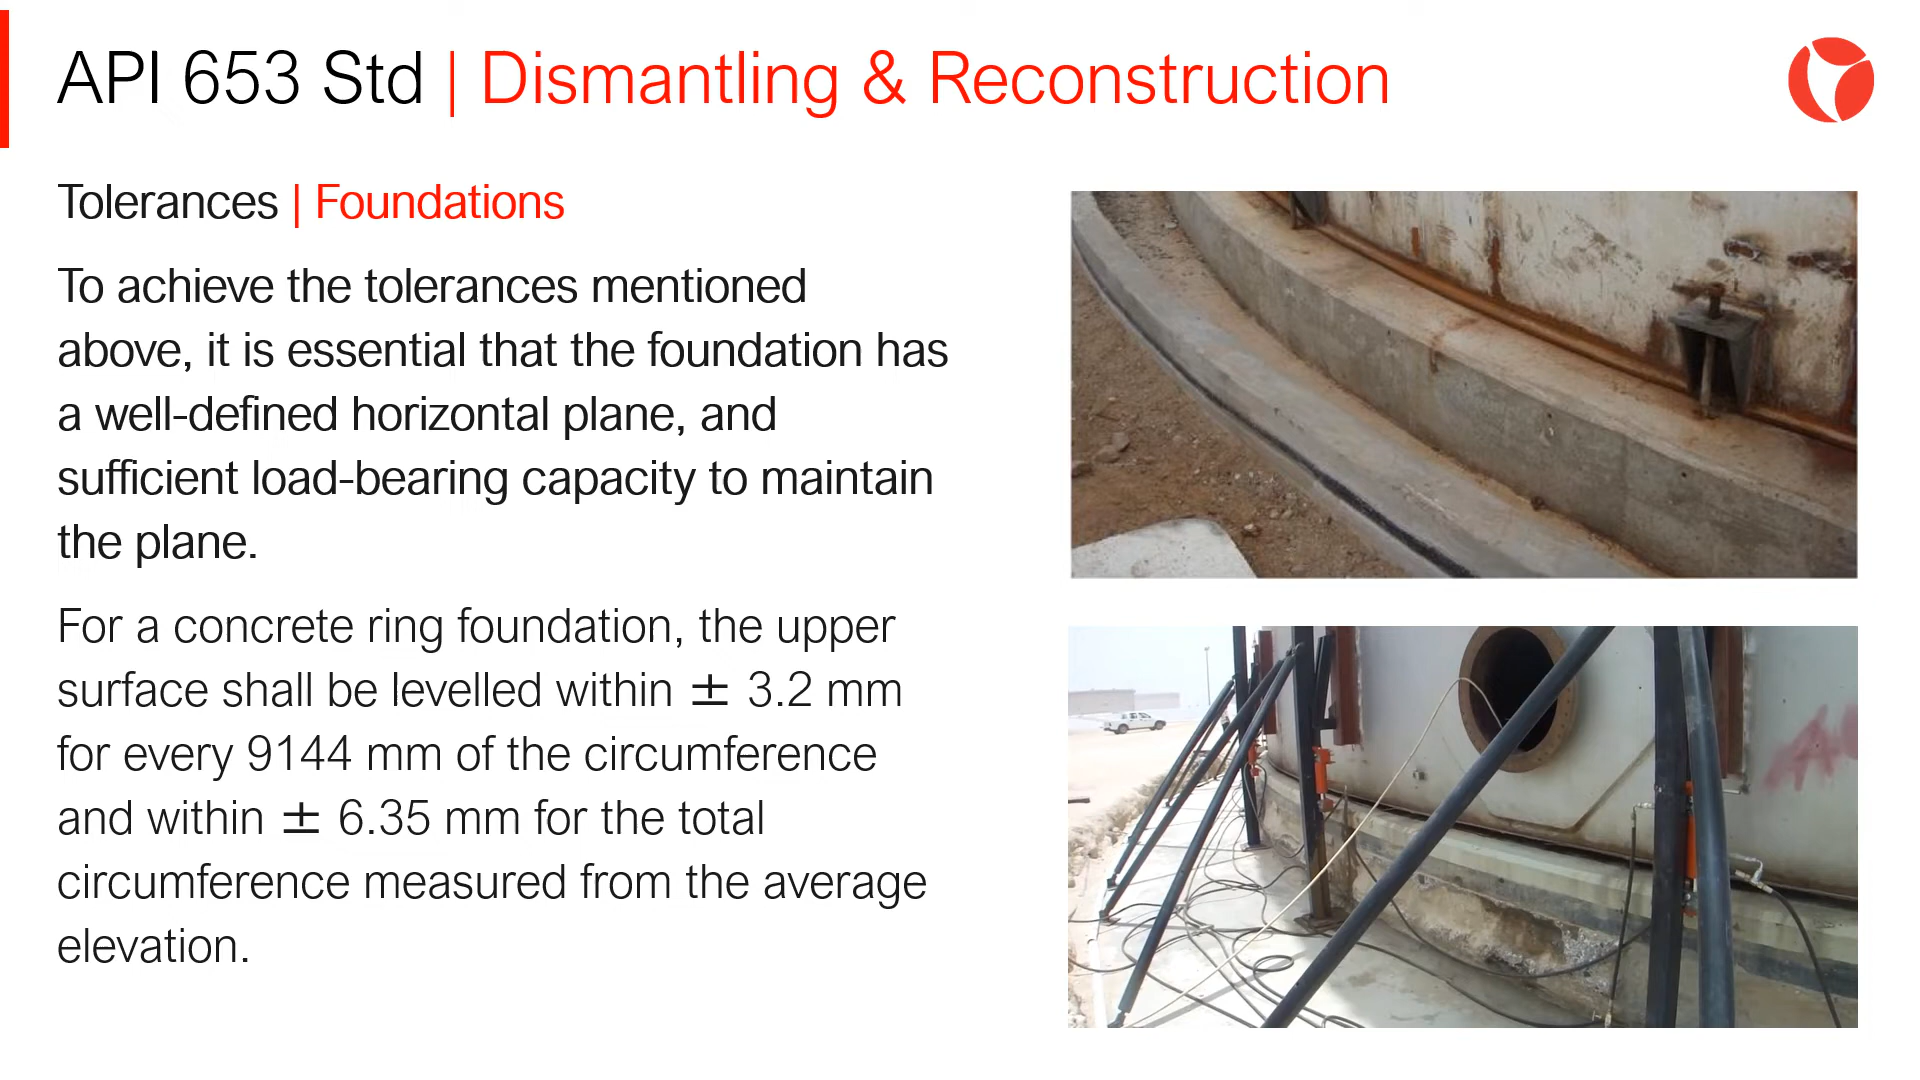 API 653 Std | Dismantling & Reconstruction
Tolerances | Foundations
To achieve the tolerances mentioned
above, it is essential that the foundation has
a well-defined horizontal plane, and
sufficient load-bearing capacity to maintain
the plane.
For a concrete ring foundation, the upper
surface shall be levelled within ± 3.2 mm
for every 9144 mm of the circumference
and within ± 6.35 mm for the total
circumference measured from the average
elevation.